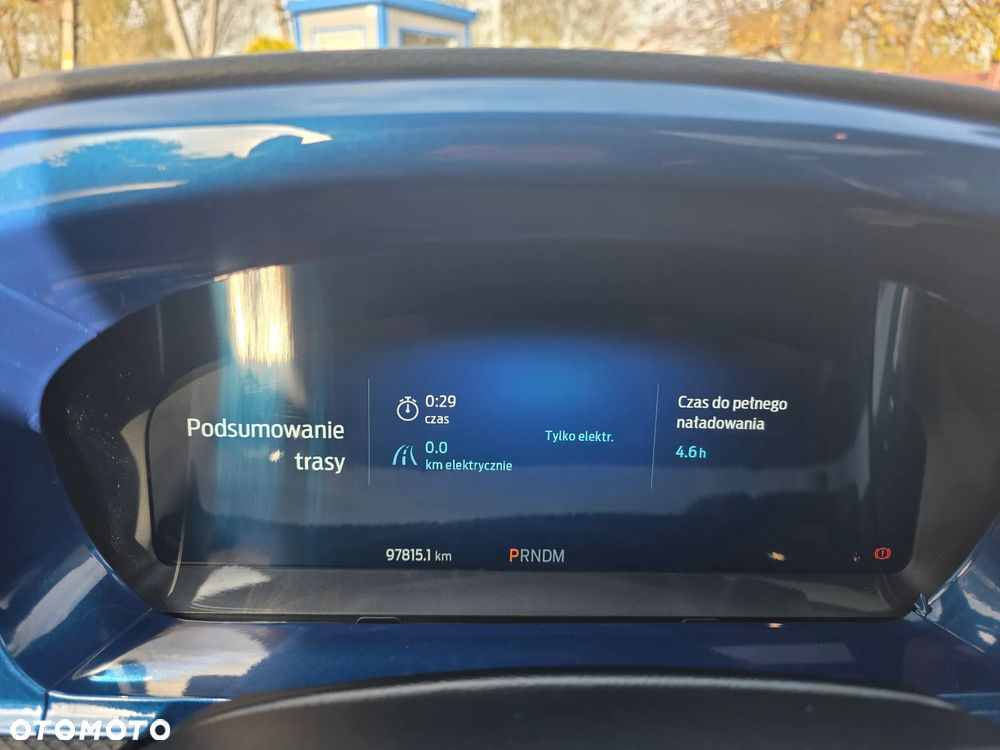 Podsumowanie
trasy
0:29
czas
0.0
km elektrycznie
Tylko elektr.
Czas do pełnego
naładowania
4.6 h
97815.1 km
PRNDM
OTOMOTO